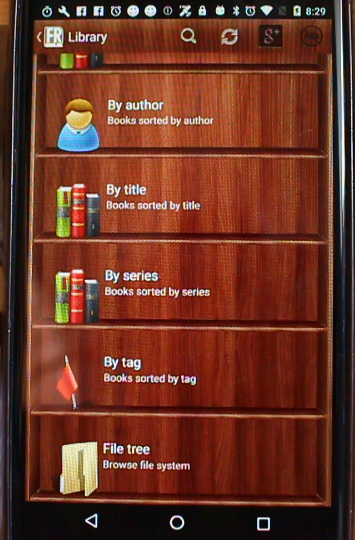 8:29
FR Library
By author
Books sorted by author
By title
Books sorted by title
By series
Books sorted by series
By tag
Books sorted by tag
File tree
Browse file system